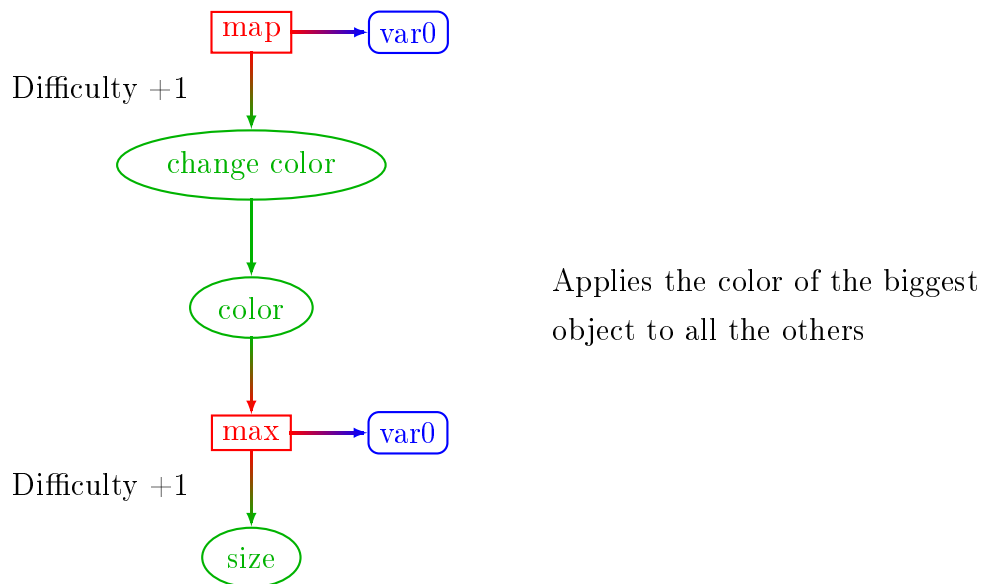 map
var0
Difficulty +1
change color
color
Applies the color of the biggest
object to all the others
max
var0
Difficulty +1
size